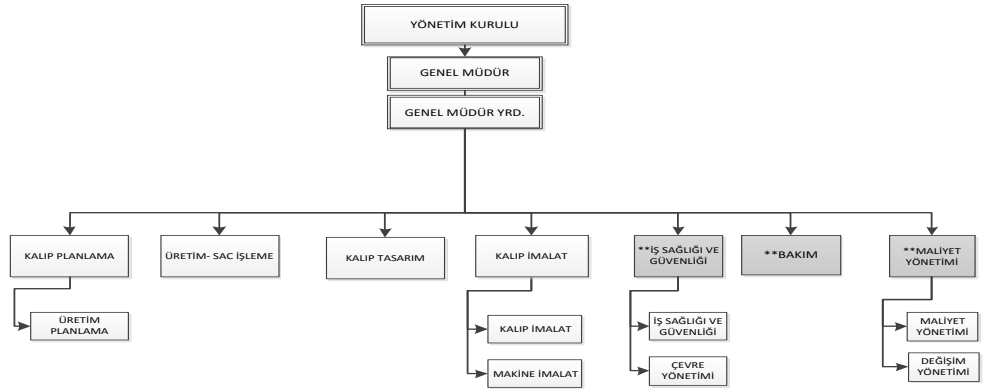 YÖNETİM KURULU
GENEL MÜDÜR
GENEL MÜDÜR YRD.
KALIP PLANLAMA
ÜRETİM- SAC İŞLEME
KALIP TASARIM
KALIP İMALAT
**İŞ SAĞLIĞI VE
GÜVENLİĞİ
**BAKIM
**MALİYET
YÖNETİMİ
ÜRETİM
PLANLAMA
KALIP İMALAT
MAKİNE İMALAT
İŞ SAĞLIĞI VE
GÜVENLİĞİ
ÇEVRE
YÖNETİMİ
MALİYET
YÖNETİMİ
DEĞİŞİM
YÖNETİMİ